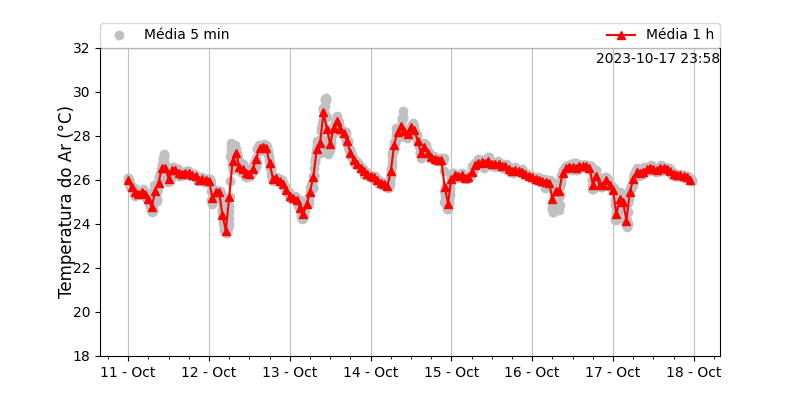 Média 5 min
Média 1 h
2023-10-17 23:58
Temperatura do Ar (°C)
32
30
28
26
24
22
20
18
11 - Oct
12 - Oct
13 - Oct
14 - Oct
15 - Oct
16 - Oct
17 - Oct
18 - Oct